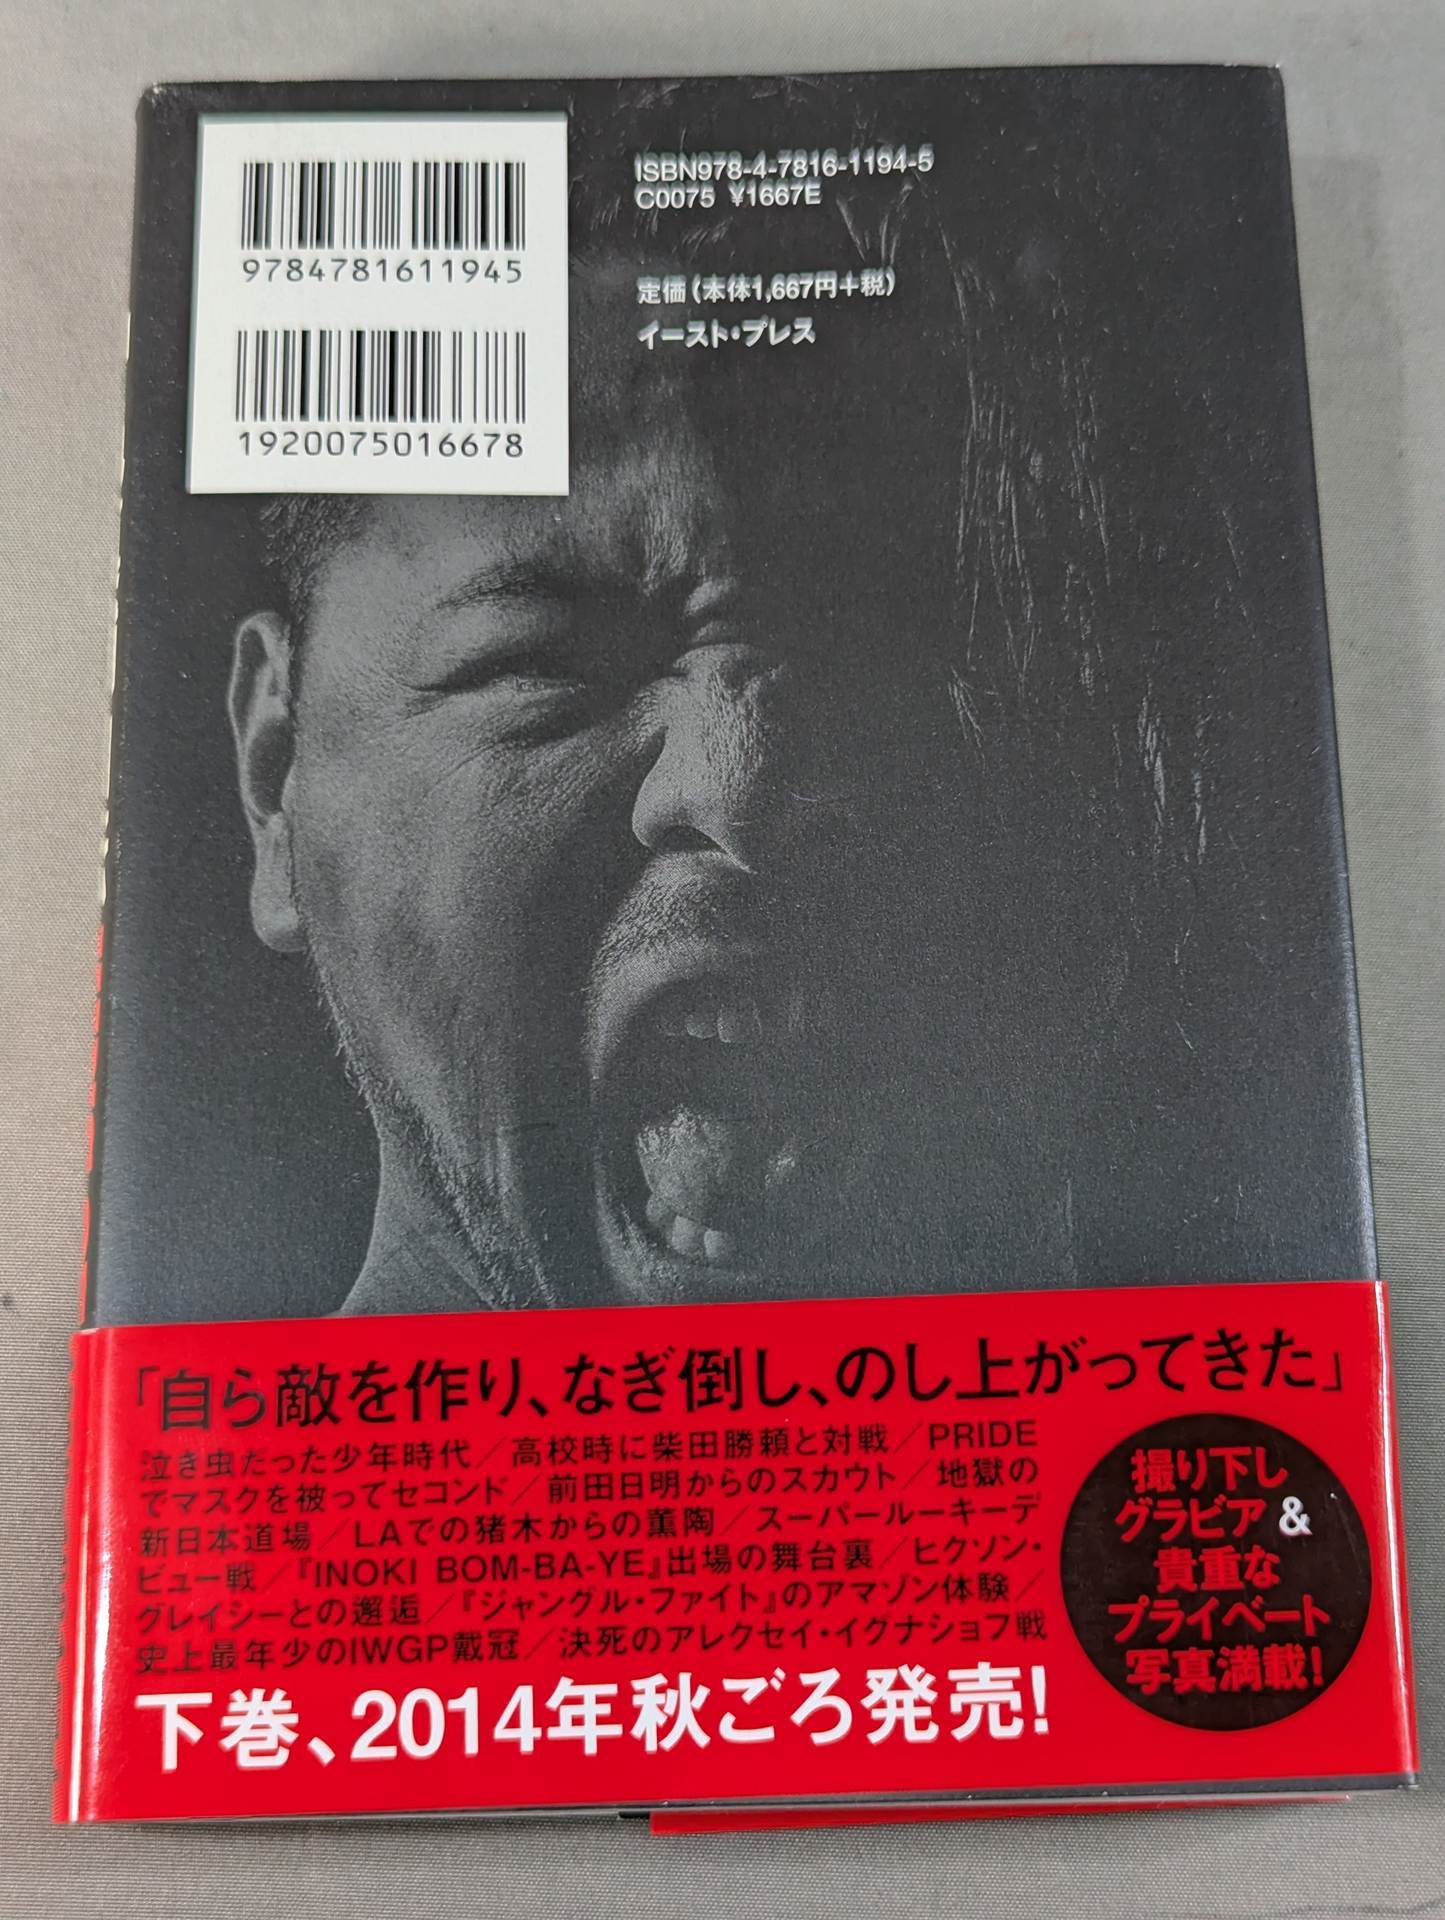 9784781611945
1920075016678
ISBN978-4-7816-1194-5
C0075 ¥1667E
定価（本体1,667円+税）
イースト・プレス
「自ら敵を作り、なぎ倒し、のし上がってきた」
泣き虫だった少年時代／高校時に柴田勝頼と対戦／PRIDE
でマスクを被ってセコンド／前田日明からのスカウト／地獄の
新日本道場／LAでの猪木からの薫陶／スーパールーキーデ
ビュー戦／『INOKI BOM-BA-YE』出場の舞台裏／ヒクソン・
グレイシーとの邂逅／『ジャングル・ファイト』のアマゾン体験／
史上最年少のIWGP戴冠／決死のアレクセイ・イグナショフ戦
下巻、2014年秋ごろ発売!
撮り下し
グラビア&
貴重な
プライベート
写真満載!